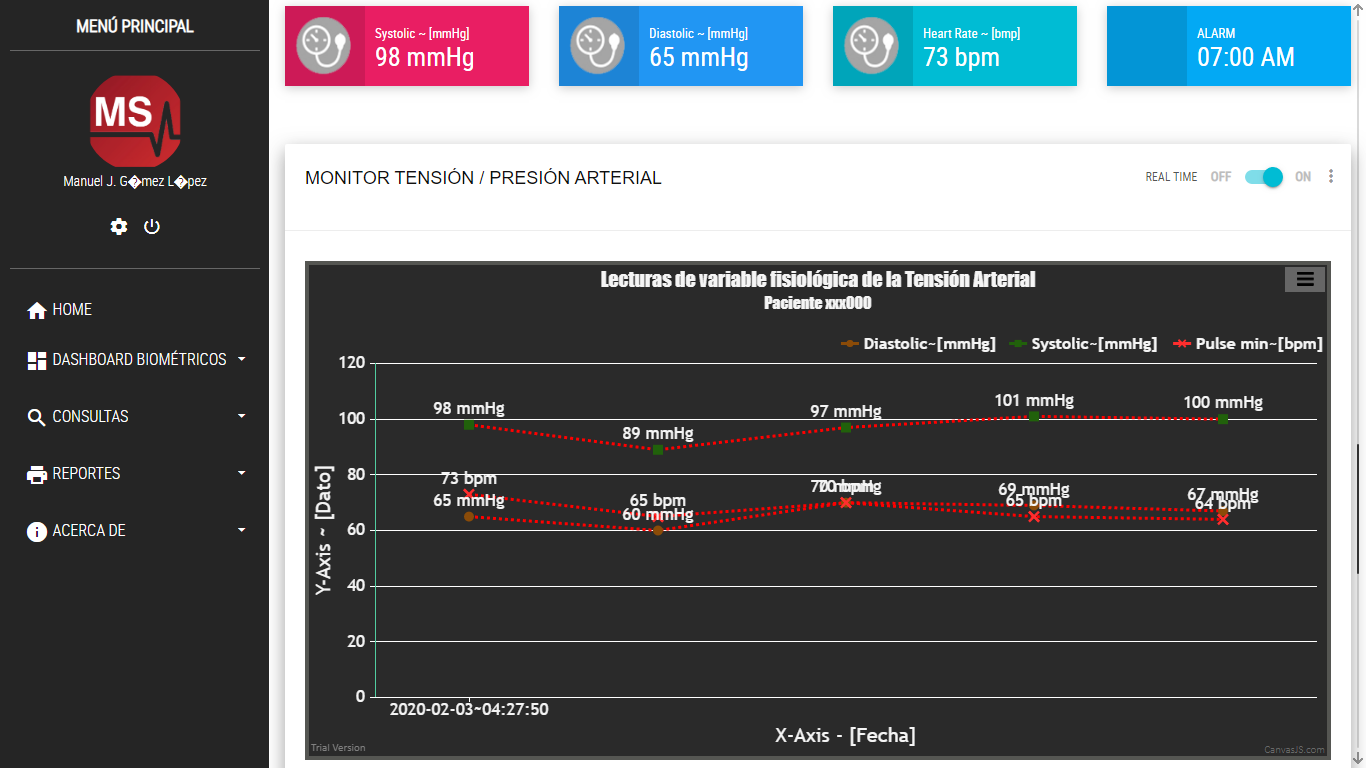 MENÚ PRINCIPAL
MS
Manuel J. G�mez L�pez
HOME
DASHBOARD BIOMÉTRICOS
CONSULTAS
REPORTES
ACERCA DE
Systolic ~ [mmHg]
98 mmHg
Diastolic ~ [mmHg]
65 mmHg
Heart Rate ~ [bmp]
73 bpm
ALARM
07:00 AM
MONITOR TENSIÓN / PRESIÓN ARTERIAL
REAL TIME OFF ON
Lecturas de variable fisiológica de la Tensión Arterial
Paciente xxx000
Diastolic~[mmHg] Systolic~[mmHg] Pulse min~[bpm]
Y-Axis ~ [Dato]
120
100
80
60
40
20
0
98 mmHg
89 mmHg
97 mmHg
101 mmHg
100 mmHg
73 bpm
65 mmHg
65 bpm
60 mmHg
70 bpm
70 mmHg
69 mmHg
65 bpm
67 mmHg
64 bpm
2020-02-03~04:27:50
X-Axis - [Fecha]
Trial Version
CanvasJS.com